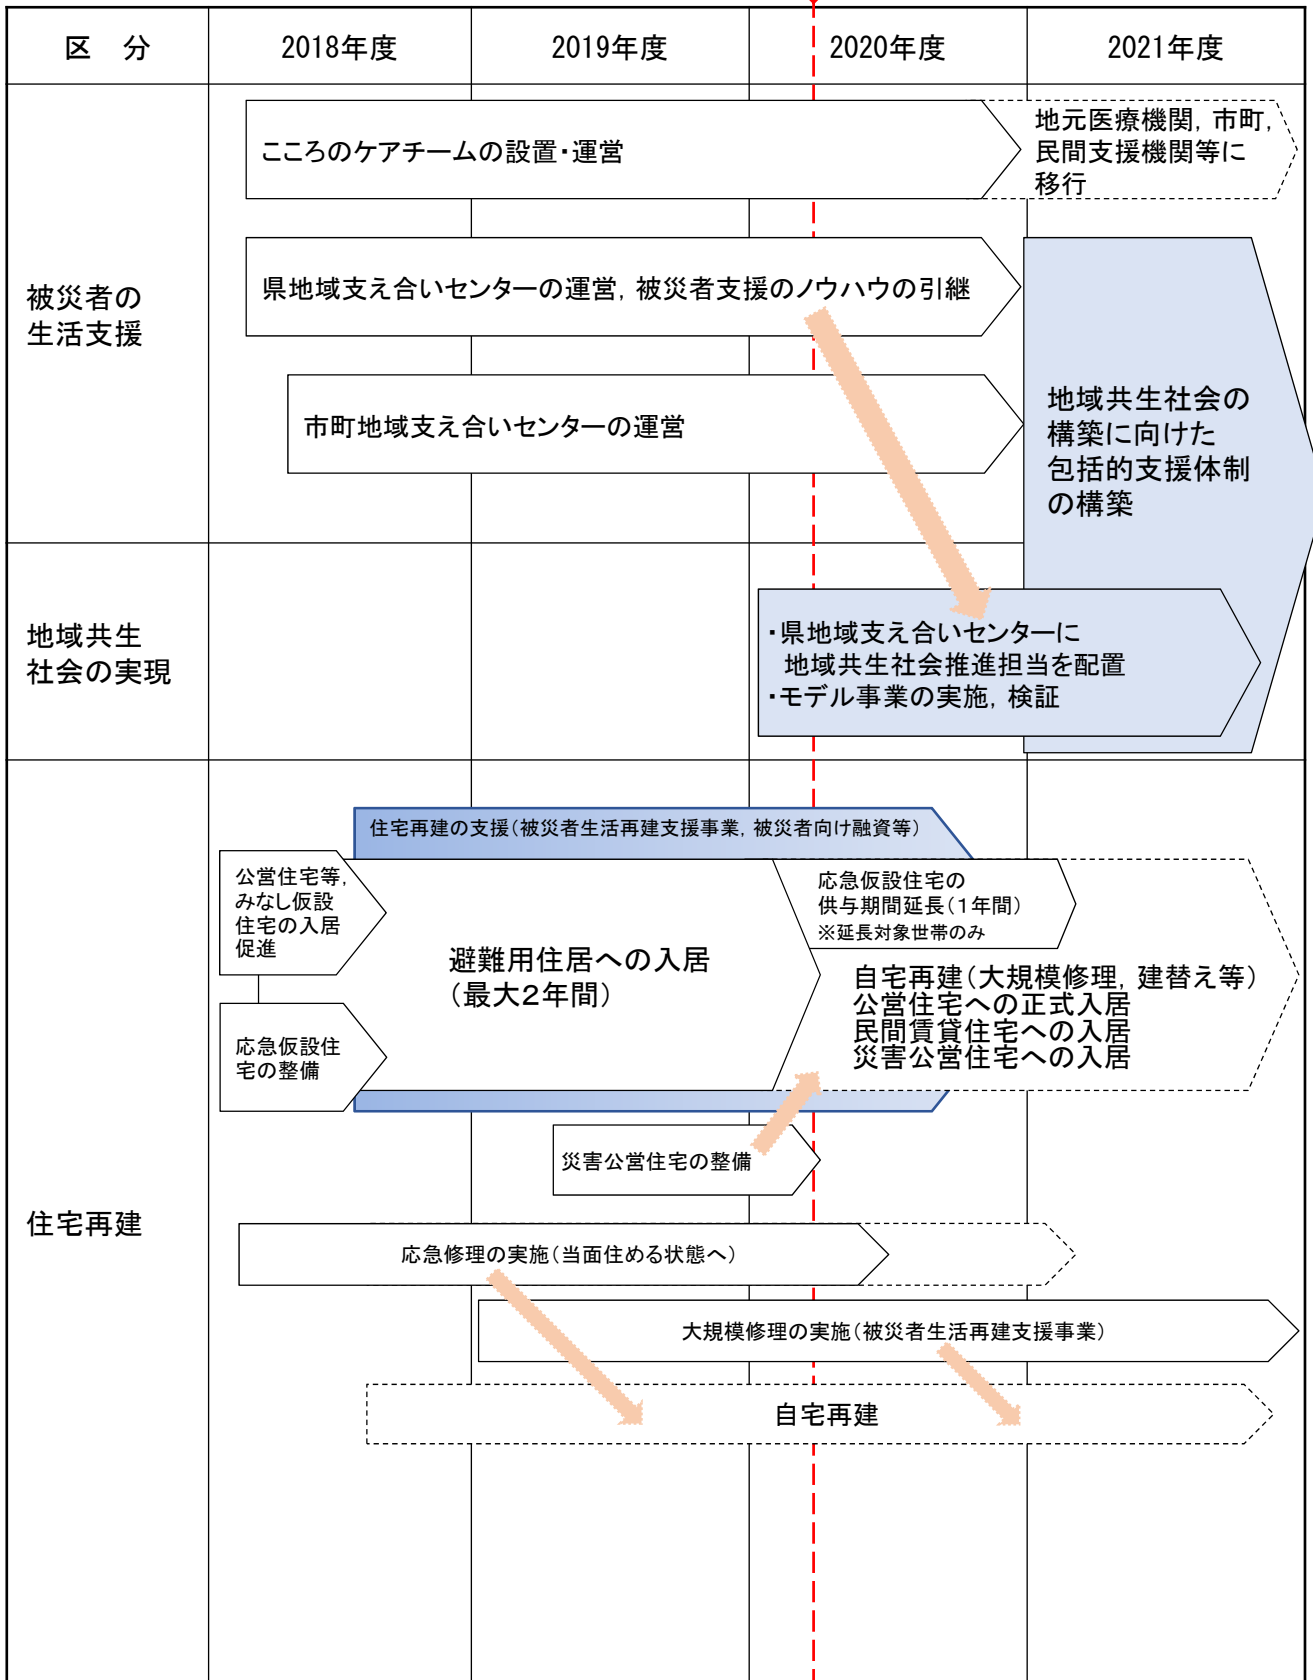 区　分
2018年度
2019年度
2020年度
2021年度
被災者の
生活支援
こころのケアチームの設置・運営
地元医療機関，市町，
民間支援機関等に
移行
県地域支え合いセンターの運営，被災者支援のノウハウの引継
市町地域支え合いセンターの運営
地域共生社会の
構築に向けた
包括的支援体制
の構築
地域共生
社会の実現
・県地域支え合いセンターに
地域共生社会推進担当を配置
・モデル事業の実施，検証
住宅再建
住宅再建の支援（被災者生活再建支援事業，被災者向け融資等）
公営住宅等，
みなし仮設
住宅の入居
促進
応急仮設住
宅の整備
避難用住居への入居
（最大２年間）
応急仮設住宅の
供与期間延長（１年間）
※延長対象世帯のみ
自宅再建（大規模修理，建替え等）
公営住宅への正式入居
民間賃貸住宅への入居
災害公営住宅への入居
災害公営住宅の整備
応急修理の実施（当面住める状態へ）
大規模修理の実施（被災者生活再建支援事業）
自宅再建